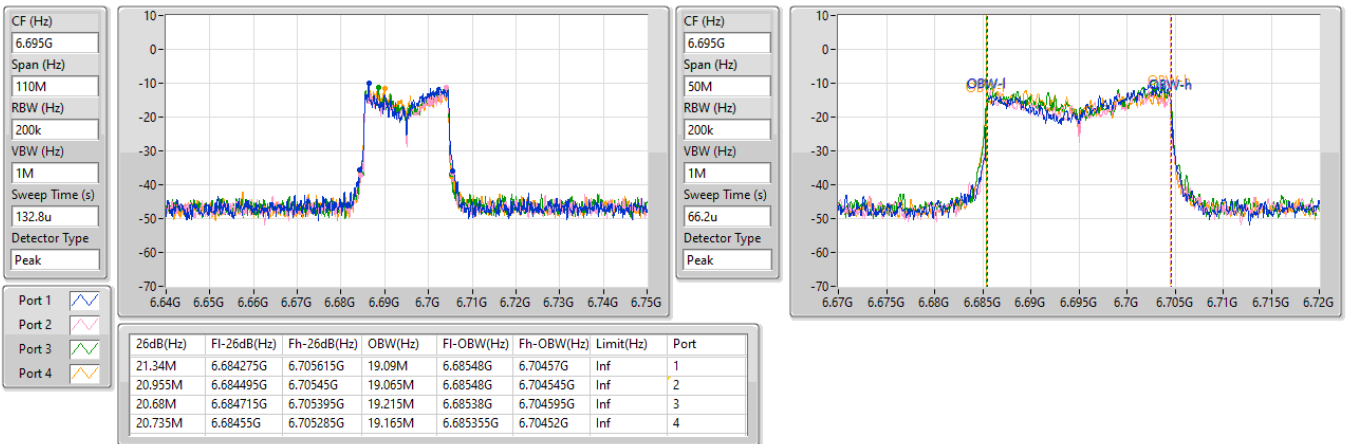 CF (Hz)
6.695G
Span (Hz)
110M
RBW (Hz)
200k
VBW (Hz)
1M
Sweep Time (s)
132.8u
Detector Type
Peak
10
0
-10
-20
-30
-40
-50
-60
-70
6.64G 6.65G 6.66G 6.67G 6.68G 6.69G 6.7G 6.71G 6.72G 6.73G 6.74G 6.75G
CF (Hz)
6.695G
Span (Hz)
50M
RBW (Hz)
200k
VBW (Hz)
1M
Sweep Time (s)
66.2u
Detector Type
Peak
10
0
-10
-20
-30
-40
-50
-60
-70
OBW-l OBW-h
6.67G 6.675G 6.68G 6.685G 6.69G 6.695G 6.7G 6.705G 6.71G 6.715G 6.72G
Port 1
Port 2
Port 3
Port 4
26dB(Hz) Fl-26dB(Hz) Fh-26dB(Hz) OBW(Hz) Fl-OBW(Hz) Fh-OBW(Hz) Limit(Hz) Port
21.34M 6.684275G 6.705615G 19.09M 6.68548G 6.70457G Inf 1
20.955M 6.684495G 6.70545G 19.065M 6.68548G 6.704545G Inf 2
20.68M 6.684715G 6.705395G 19.215M 6.68538G 6.704595G Inf 3
20.735M 6.68455G 6.705285G 19.165M 6.685355G 6.70452G Inf 4